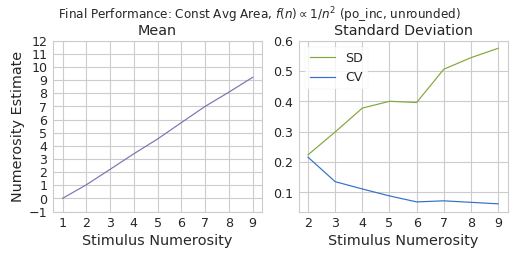 Final Performance: Const Avg Area, f(n) ∝ 1/n² (po_inc, unrounded)
Mean
Numerosity Estimate
12
11
10
9
8
7
6
5
4
3
2
1
0
−1
1 2 3 4 5 6 7 8 9
Stimulus Numerosity
Standard Deviation
SD
CV
0.6
0.5
0.4
0.3
0.2
0.1
2 3 4 5 6 7 8 9
Stimulus Numerosity